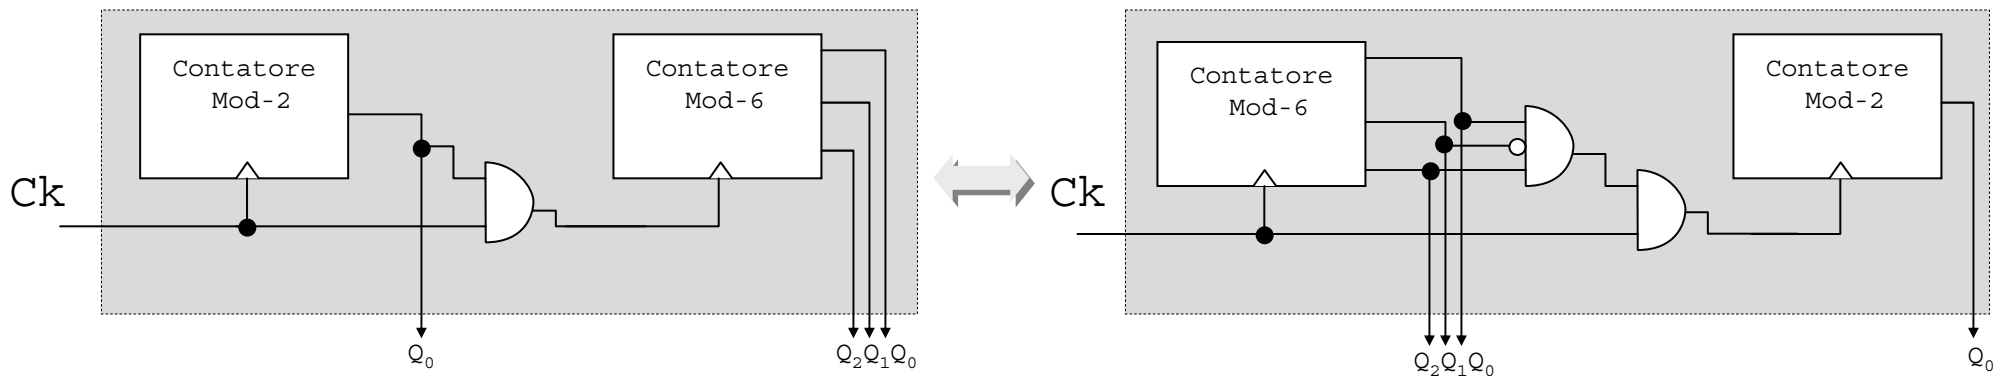 Contatore
Mod-2
Contatore
Mod-6
Ck
Q0
Q2Q1Q0
Contatore
Mod-6
Contatore
Mod-2
Ck
Q2Q1Q0
Q0